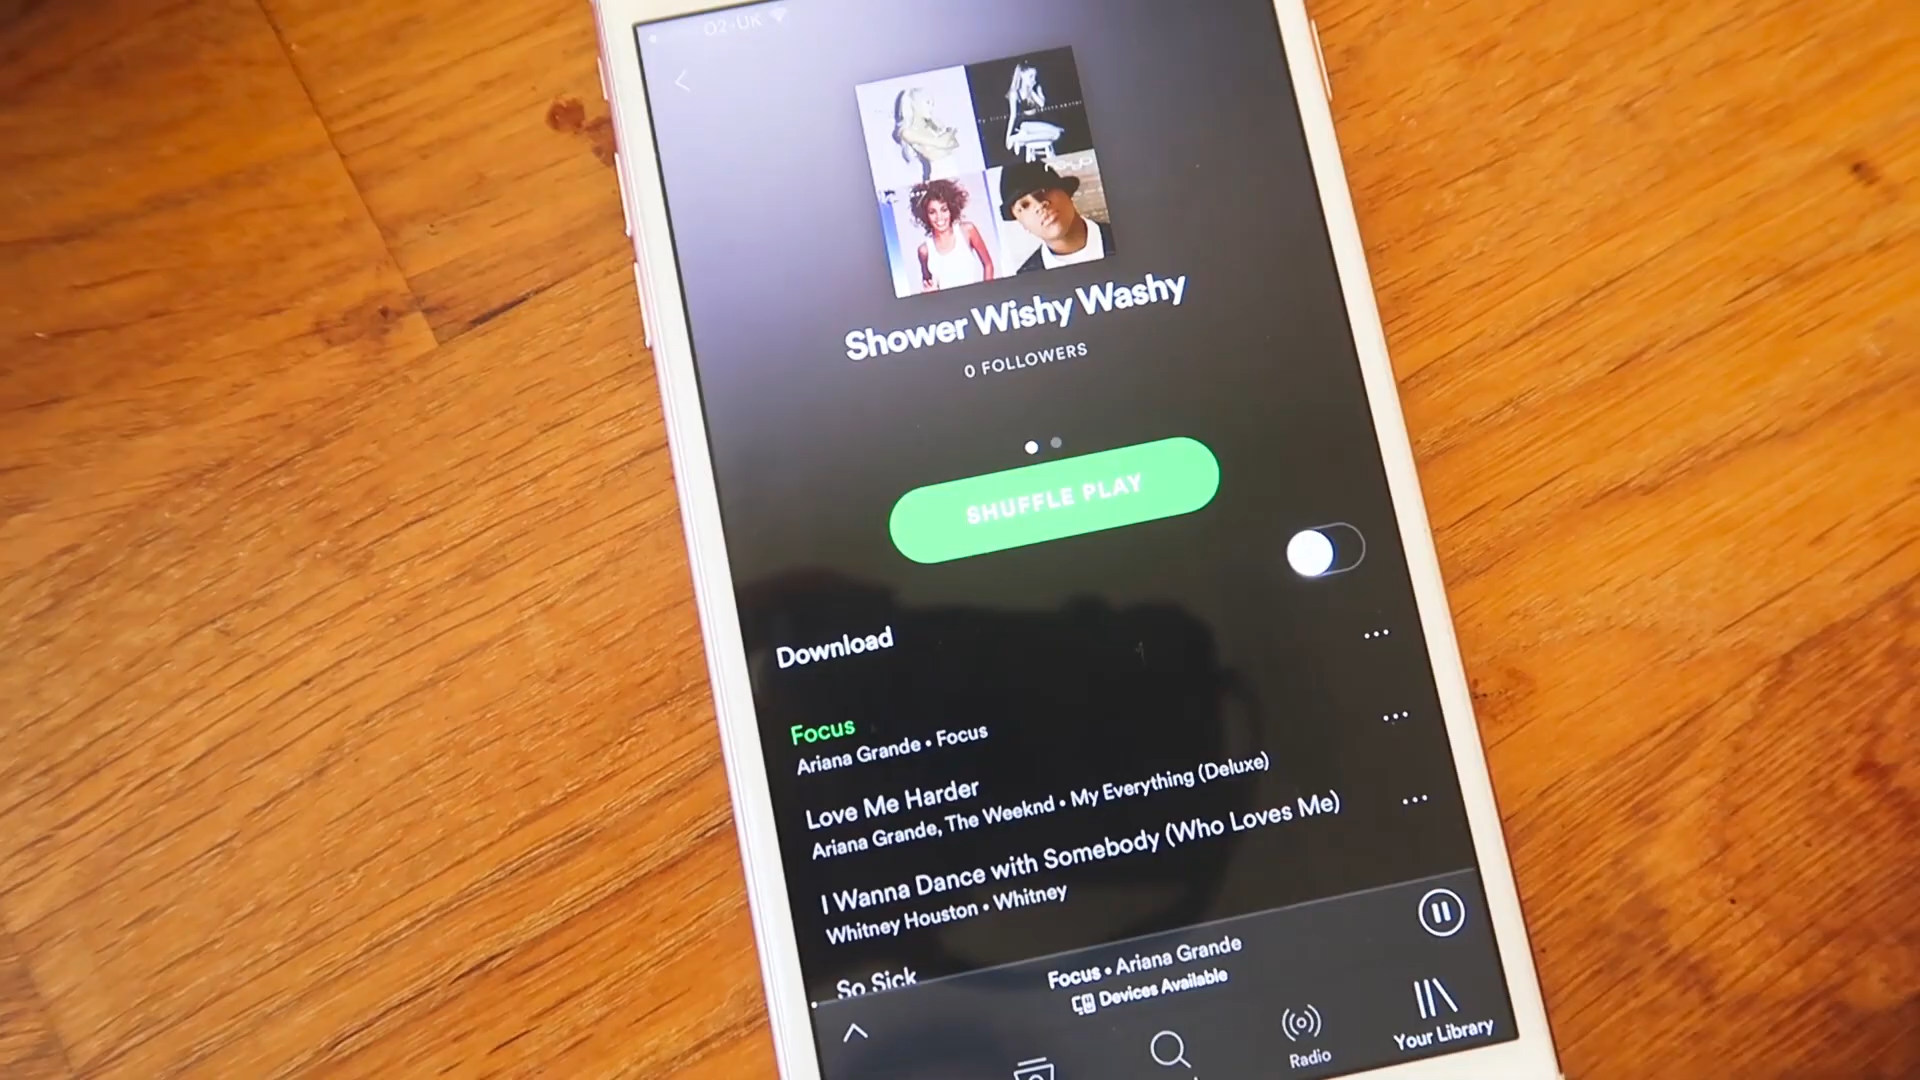 O2-UK
ne-yo
Shower Wishy Washy
0 FOLLOWERS
SHUFFLE PLAY
Download
Focus
Ariana Grande • Focus
Love Me Harder
Ariana Grande, The Weeknd • My Everything (Deluxe)
I Wanna Dance with Somebody (Who Loves Me)
Whitney Houston • Whitney
So Sick
Focus • Ariana Grande
Devices Available
Radio
Your Library